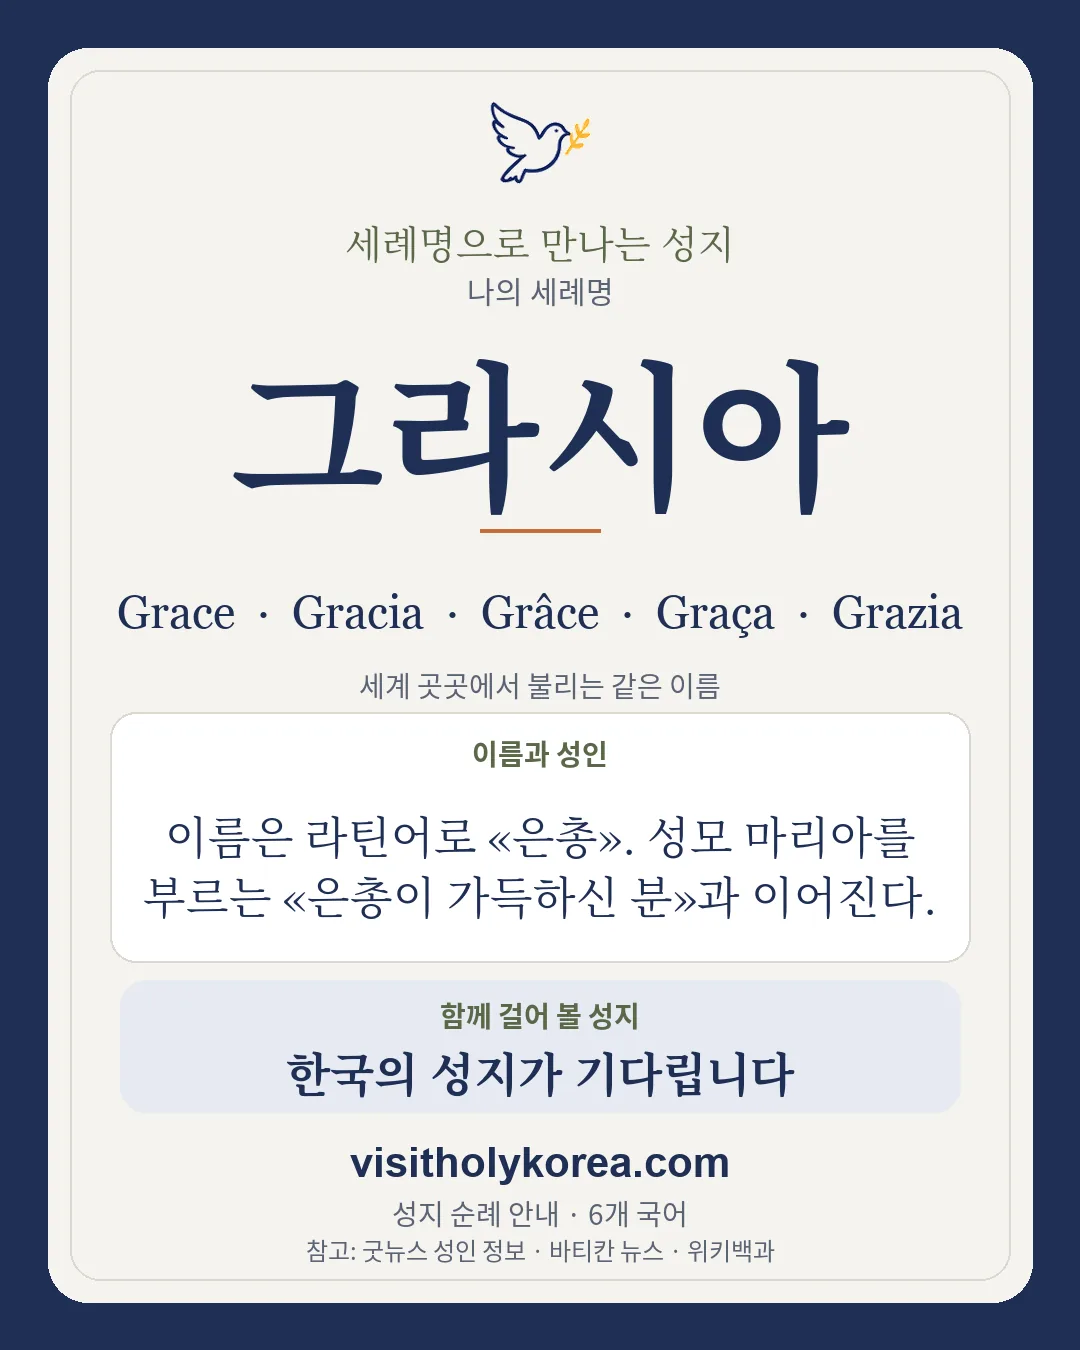 세례명으로 만나는 성지
나의 세례명
그라시아
Grace · Gracia · Grâce · Graça · Grazia
세계 곳곳에서 불리는 같은 이름
이름과 성인
이름은 라틴어로 «은총». 성모 마리아를
부르는 «은총이 가득하신 분»과 이어진다.
함께 걸어 볼 성지
한국의 성지가 기다립니다
visitholykorea.com
성지 순례 안내 · 6개 국어
참고: 굿뉴스 성인 정보 · 바티칸 뉴스 · 위키백과